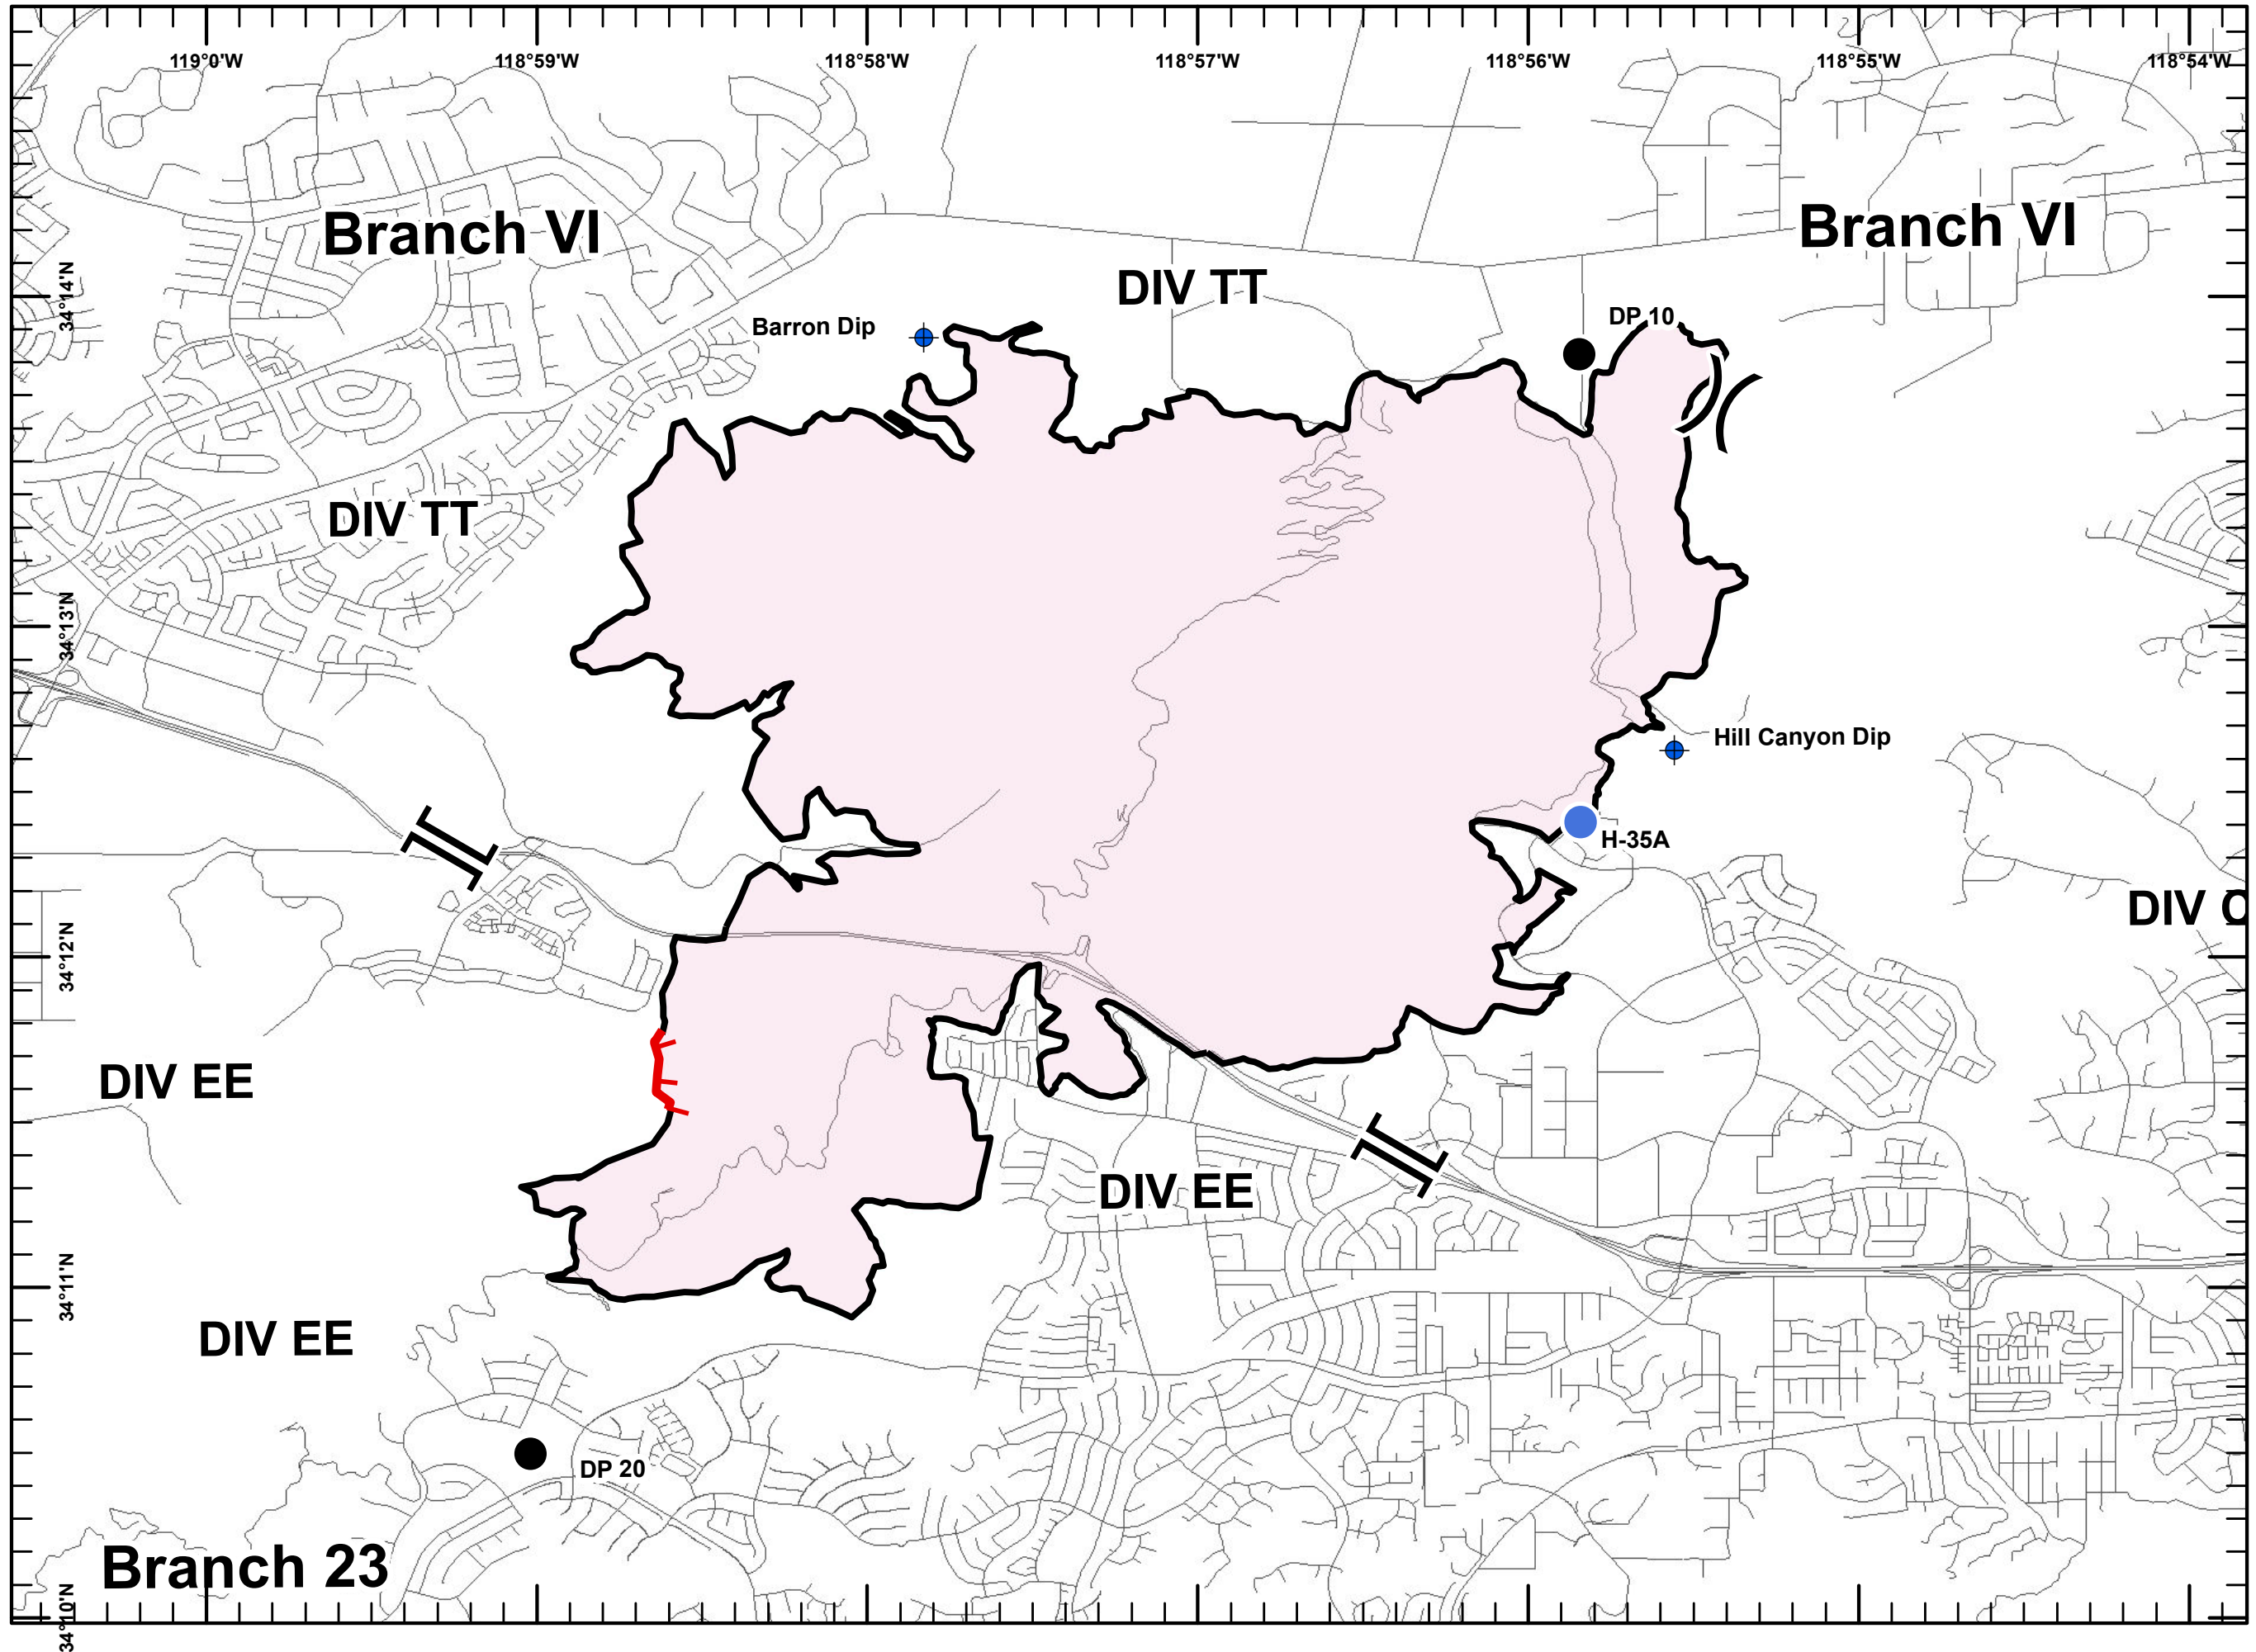 119°0'W
118°59'W
118°58'W
118°57'W
118°56'W
118°55'W
118°54'W
Branch VI
Branch VI
DIV TT
34°14'N
DP 10
Barron Dip
DIV TT
34°13'N
Hill Canyon Dip
H-35A
DIV C
34°12'N
DIV EE
DIV EE
34°11'N
DIV EE
DP 20
Branch 23
34°10'N